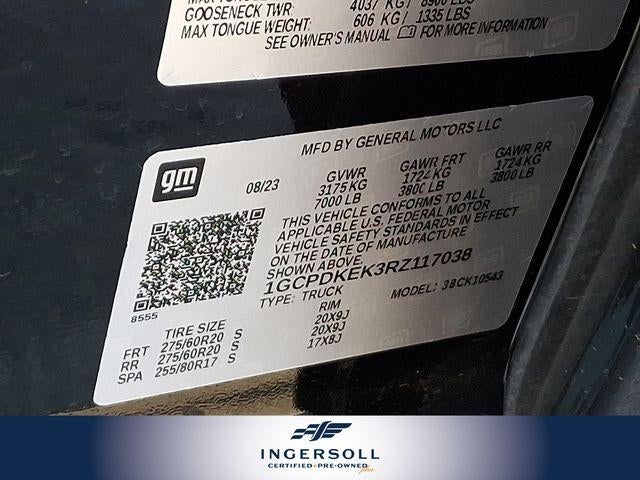 GOOSENECK TWR: 4037 KG/ 8900 LBS
MAX TONGUE WEIGHT: 606 KG / 1335 LBS
SEE OWNER'S MANUAL FOR MORE INFORMATION
gm
MFD BY GENERAL MOTORS LLC
08/23 GVWR GAWR FRT GAWR RR
3175 KG 1724 KG 1724 KG
7000 LB 3800 LB 3800 LB
THIS VEHICLE CONFORMS TO ALL
APPLICABLE U.S. FEDERAL MOTOR
VEHICLE SAFETY STANDARDS IN EFFECT
ON THE DATE OF MANUFACTURE
SHOWN ABOVE.
1GCPDKEK3RZ117038
TYPE: TRUCK MODEL: 38CK10543
8555
TIRE SIZE RIM
FRT 275/60R20 S 20X9J
RR 275/60R20 S 20X9J
SPA 255/80R17 S 17X8J
INGERSOLL
CERTIFIED PRE-OWNED plus